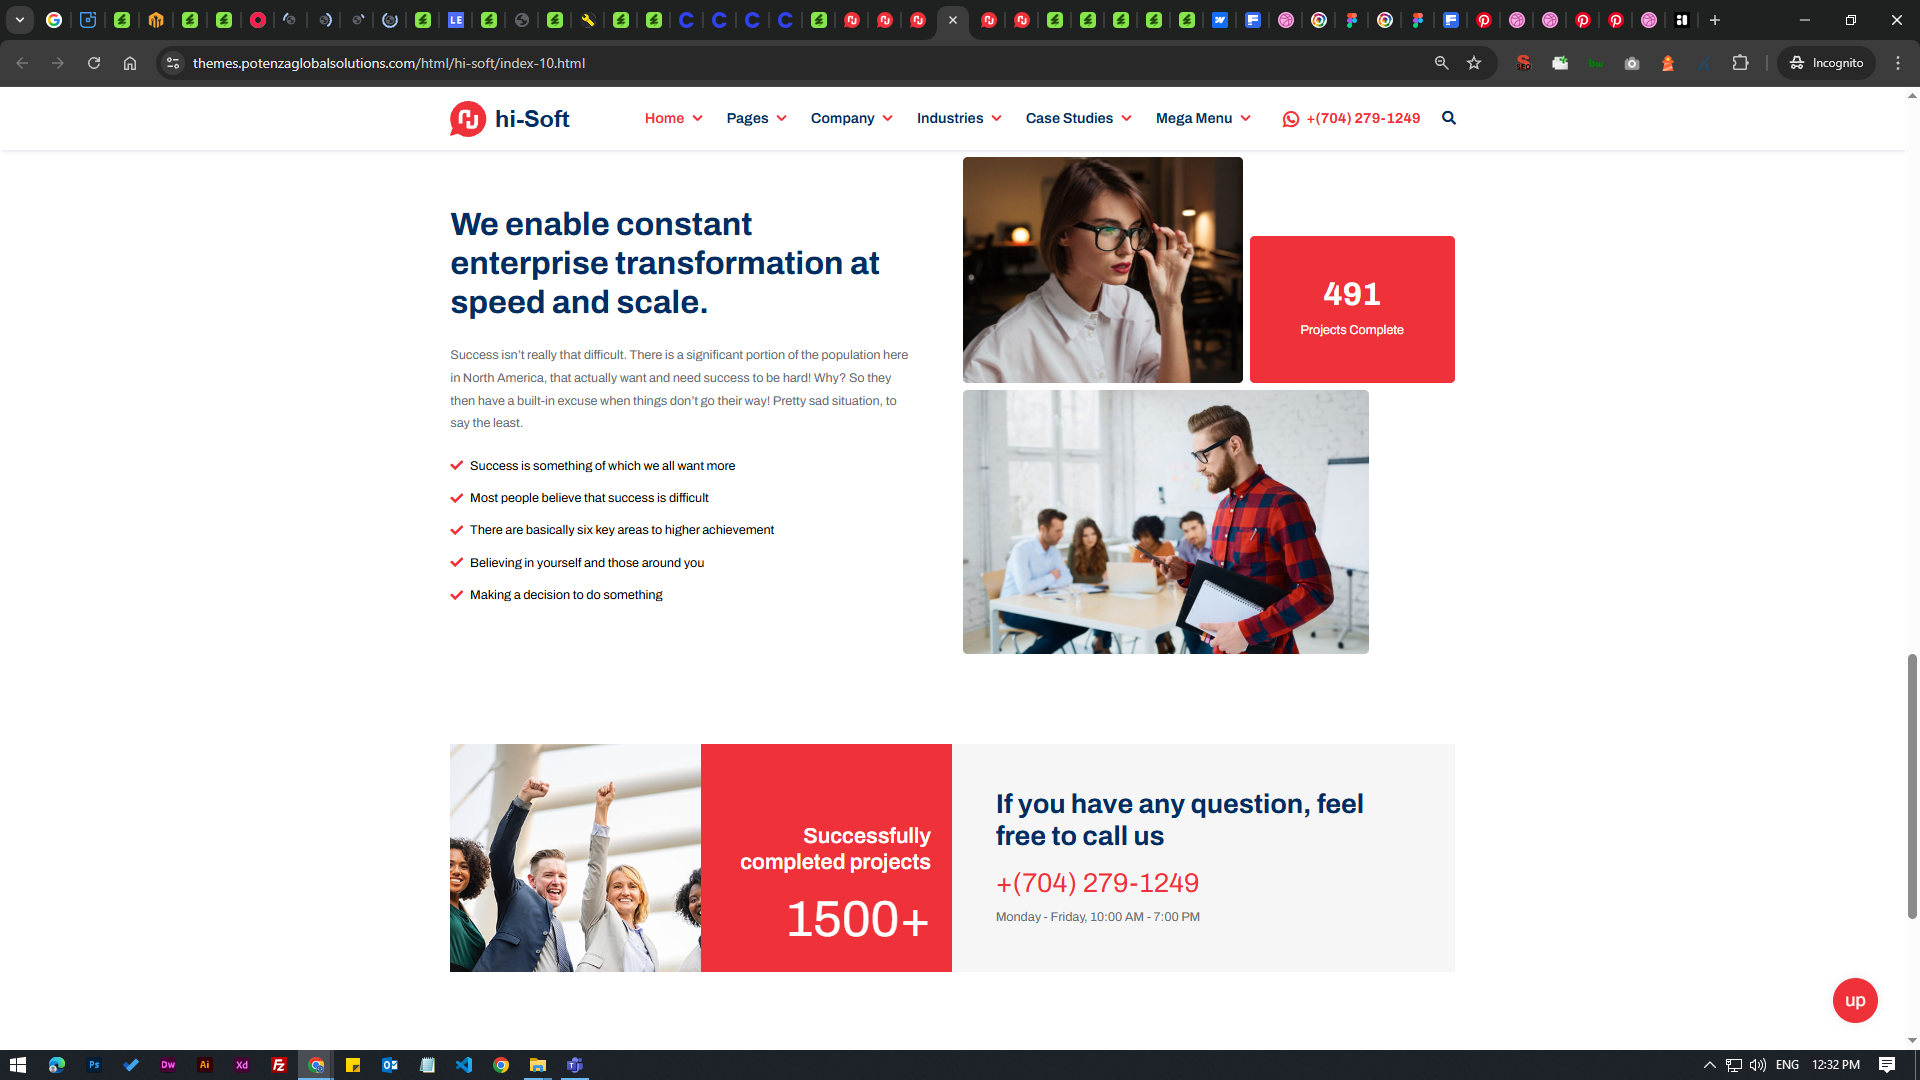 themes.potenzaglobalsolutions.com/html/hi-soft/index-10.html
Incognito
hi-Soft
Home
Pages
Company
Industries
Case Studies
Mega Menu
+(704) 279-1249
We enable constant
enterprise transformation at
speed and scale.
Success isn't really that difficult. There is a significant portion of the population here
in North America, that actually want and need success to be hard! Why? So they
then have a built-in excuse when things don't go their way! Pretty sad situation, to
say the least.
Success is something of which we all want more
Most people believe that success is difficult
There are basically six key areas to higher achievement
Believing in yourself and those around you
Making a decision to do something
491
Projects Complete
Successfully
completed projects
1500+
If you have any question, feel
free to call us
+(704) 279-1249
Monday - Friday, 10:00 AM - 7:00 PM
up
ENG
12:32 PM